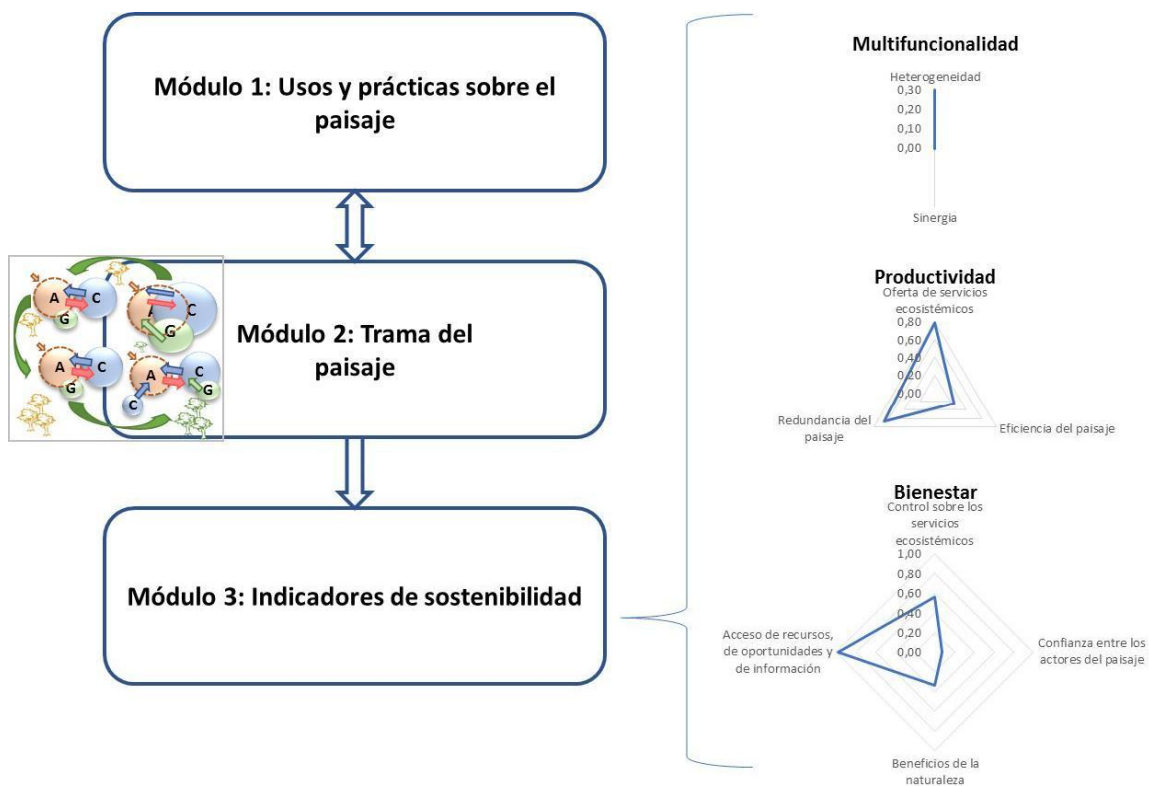 Módulo 1: Usos y prácticas sobre el
paisaje
A
C
G
A
C
G
A
C
G
A
C
C
G
Módulo 2: Trama del
paisaje
Módulo 3: Indicadores de sostenibilidad
Multifuncionalidad
Heterogeneidad
0,30
0,20
0,10
0,00
Sinergia
Productividad
Oferta de servicios
ecosistémicos
0,80
0,60
0,40
0,20
0,00
Redundancia del
paisaje
Eficiencia del paisaje
Bienestar
Control sobre los
servicios
ecosistémicos
1,00
0,80
0,60
0,40
0,20
0,00
Acceso de recursos,
de oportunidades y
de información
Confianza entre los
actores del paisaje
Beneficios de la
naturaleza